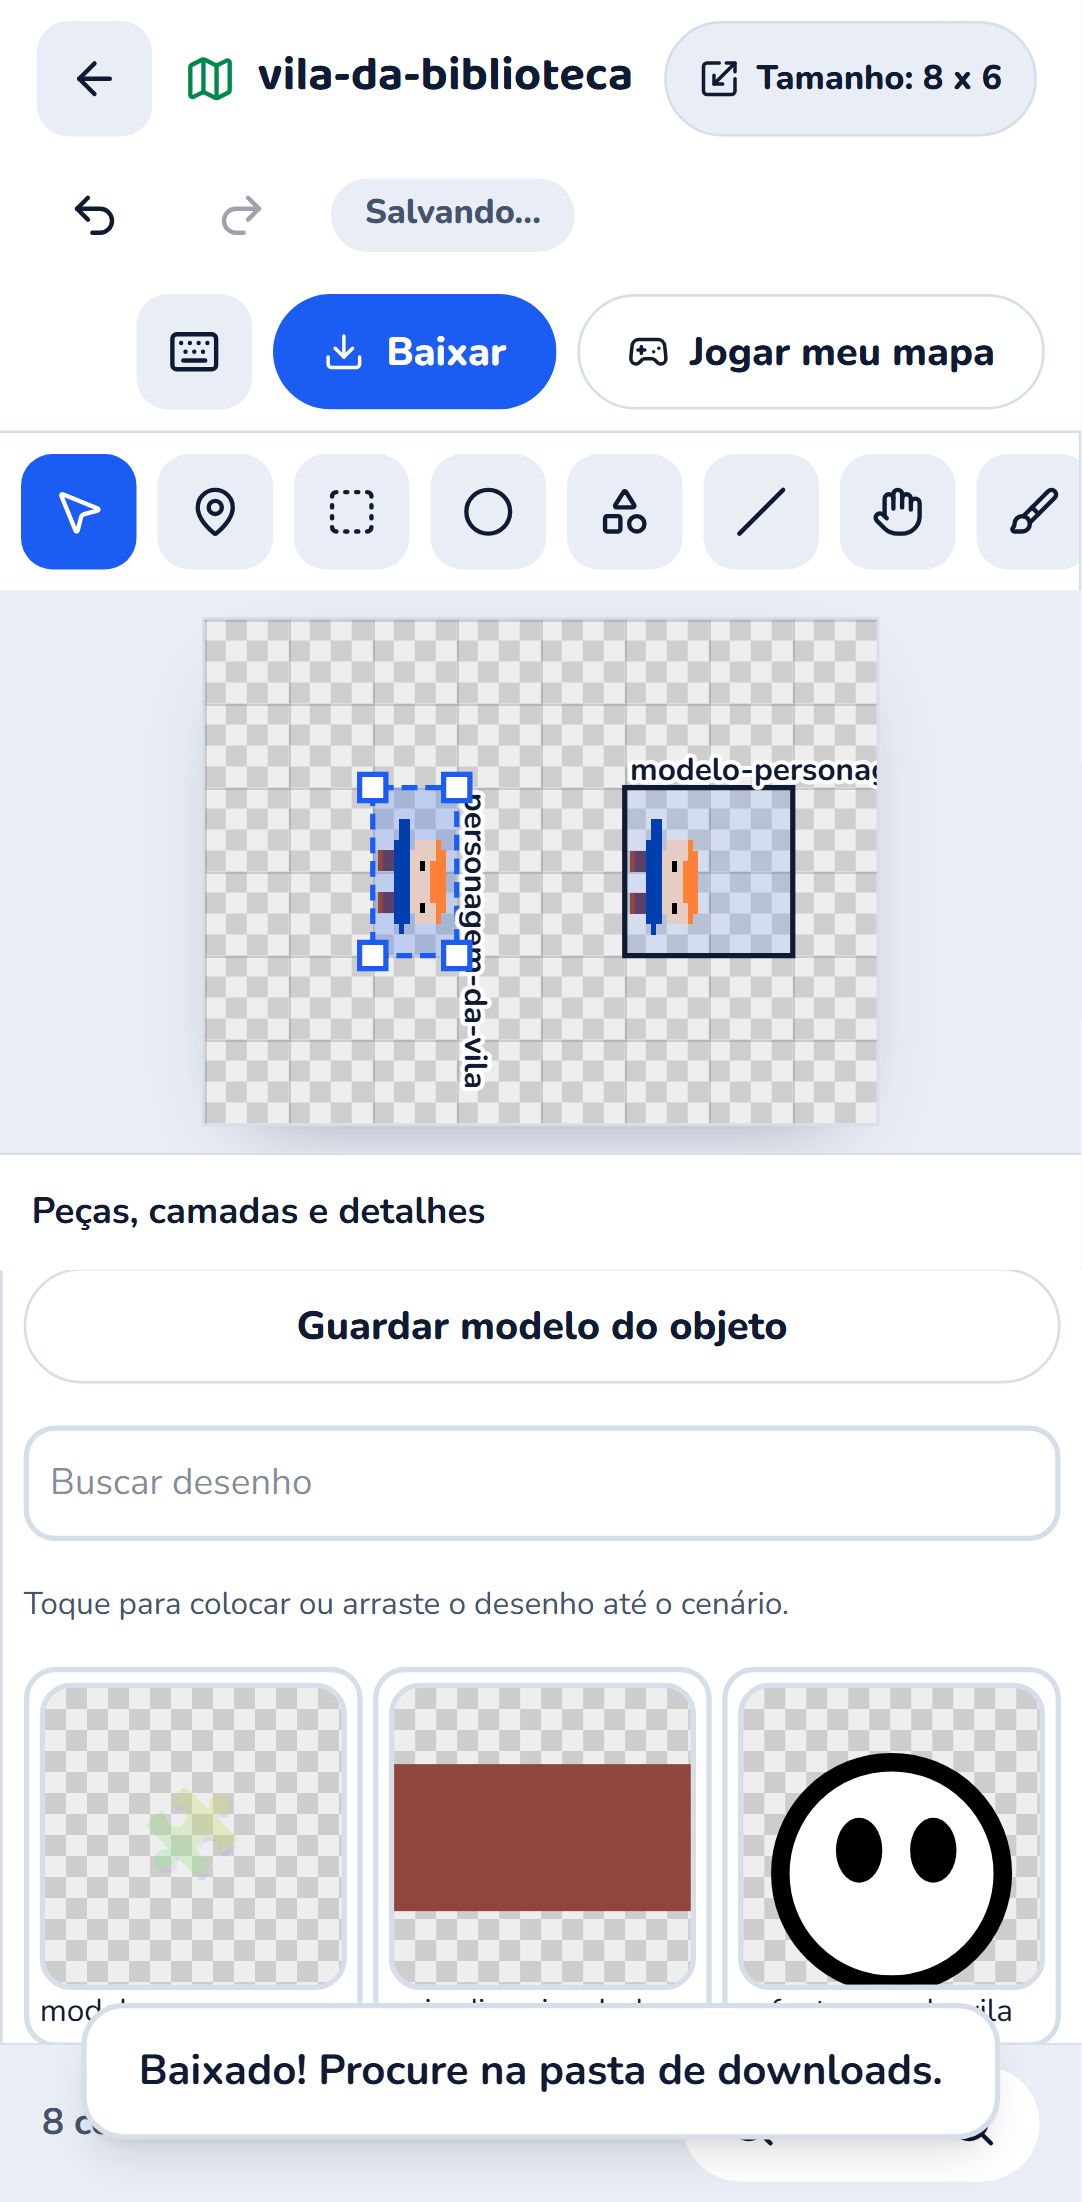 vila-da-biblioteca
Tamanho: 8 x 6
Salvando...
Baixar
Jogar meu mapa
modelo-personag
personagem-da-vila
Peças, camadas e detalhes
Guardar modelo do objeto
Buscar desenho
Toque para colocar ou arraste o desenho até o cenário.
Baixado! Procure na pasta de downloads.
8